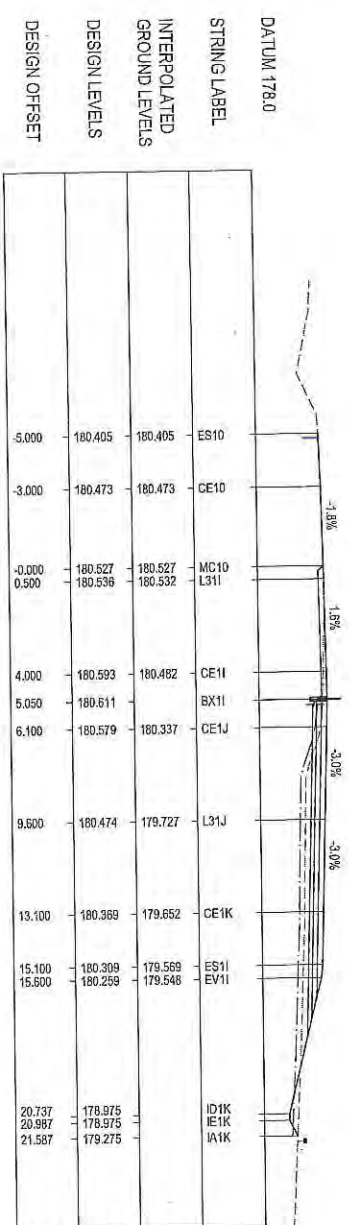 -1.8%
1.6%
-3.0%
-3.0%
DATUM 178.0
STRING LABEL
ES10
CE10
MC10
L31I
CE1I
BX1I
CE1J
L31J
CE1K
ES1I
EV1I
ID1K
IE1K
IA1K
INTERPOLATED
GROUND LEVELS
180.405
180.473
180.527
180.532
180.482
180.337
179.727
179.652
179.569
179.548
DESIGN LEVELS
180.405
180.473
180.527
180.536
180.593
180.611
180.579
180.474
180.369
180.309
180.259
178.975
178.975
179.275
DESIGN OFFSET
-5.000
-3.000
-0.000
0.500
4.000
5.050
6.100
9.600
13.100
15.100
15.600
20.737
20.987
21.587